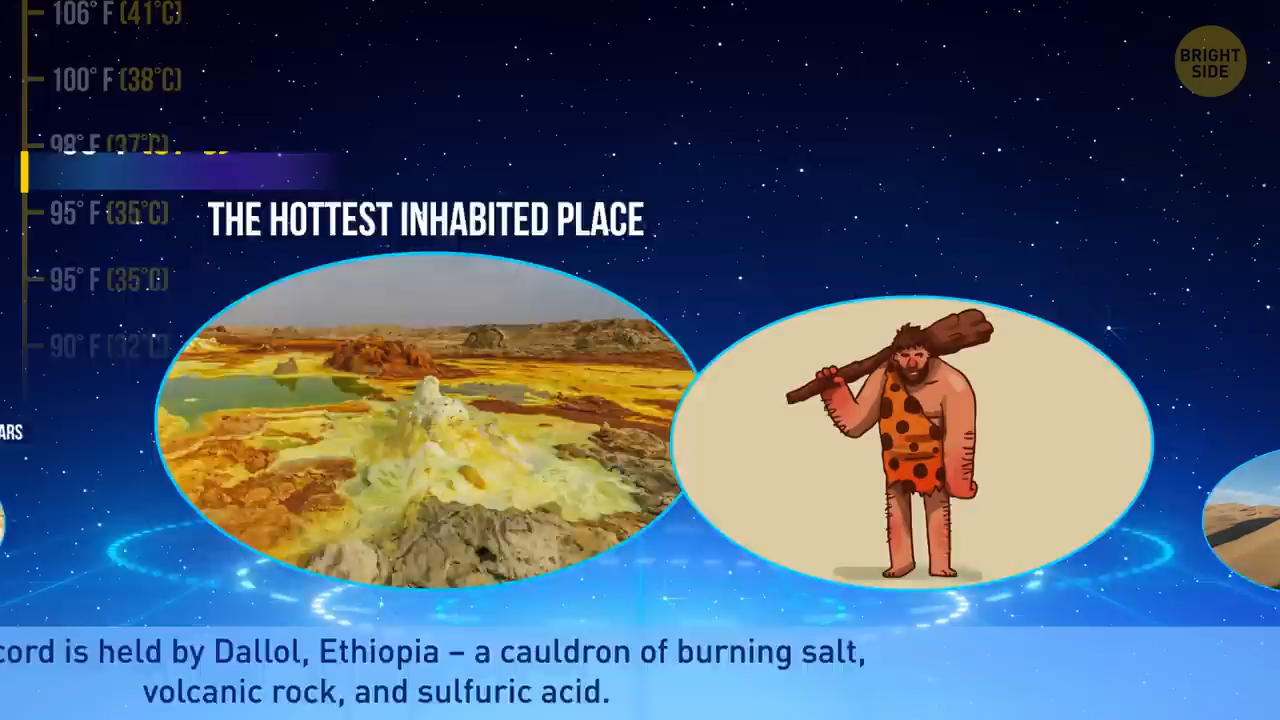 106° F (41°C)
BRIGHT
SIDE
100° F (38°C)
98° F (37°C)
95° F (35°C)
THE HOTTEST INHABITED PLACE
95° F (35°C)
90° F (32°C)
ARS
cord is held by Dallol, Ethiopia – a cauldron of burning salt,
volcanic rock, and sulfuric acid.